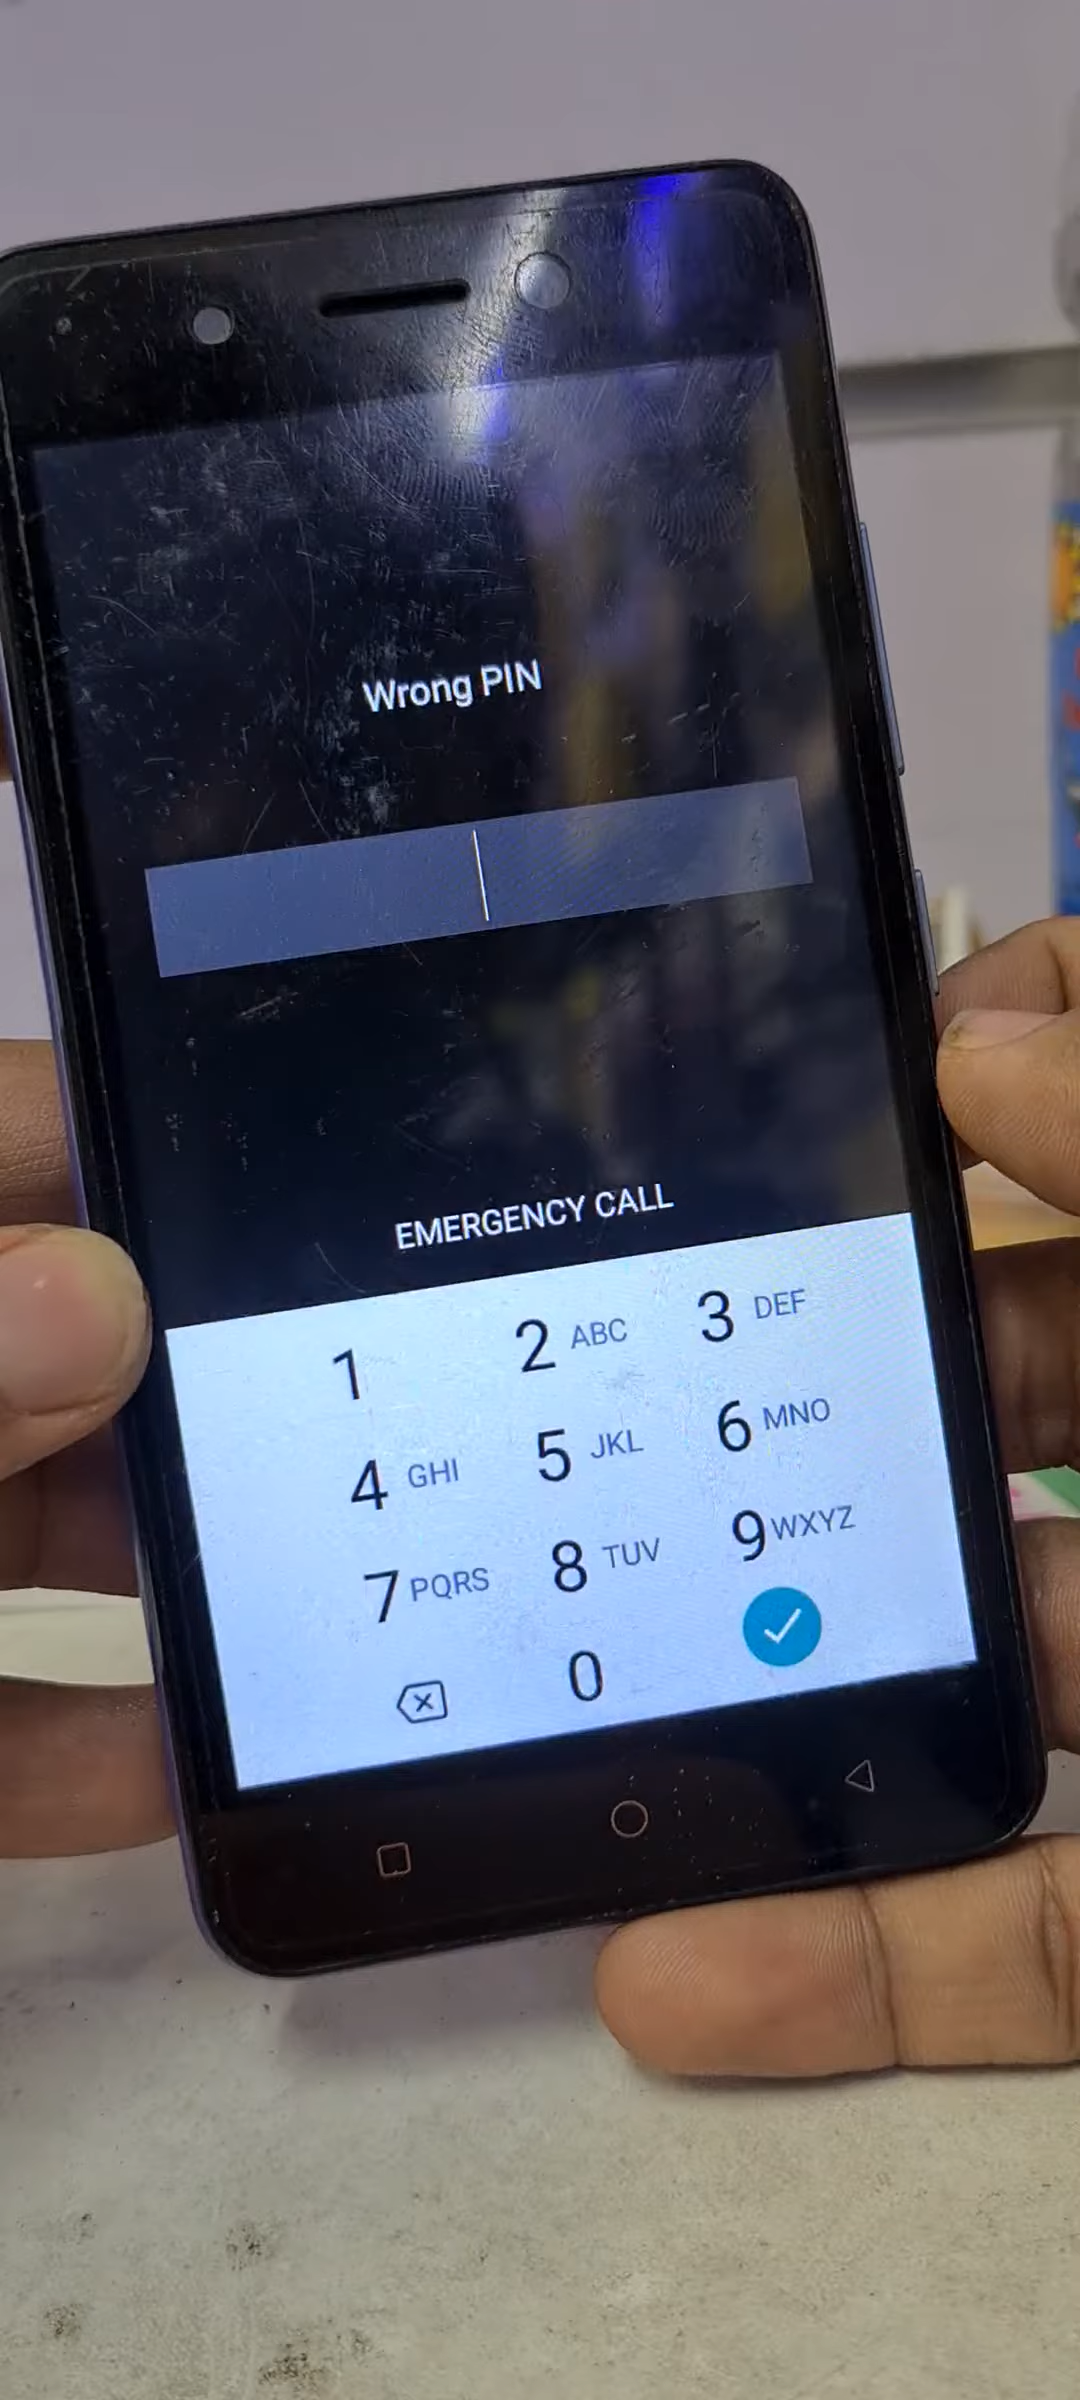 Wrong PIN
EMERGENCY CALL
1 2 ABC 3 DEF
4 GHI 5 JKL 6 MNO
7 PQRS 8 TUV 9 WXYZ
0